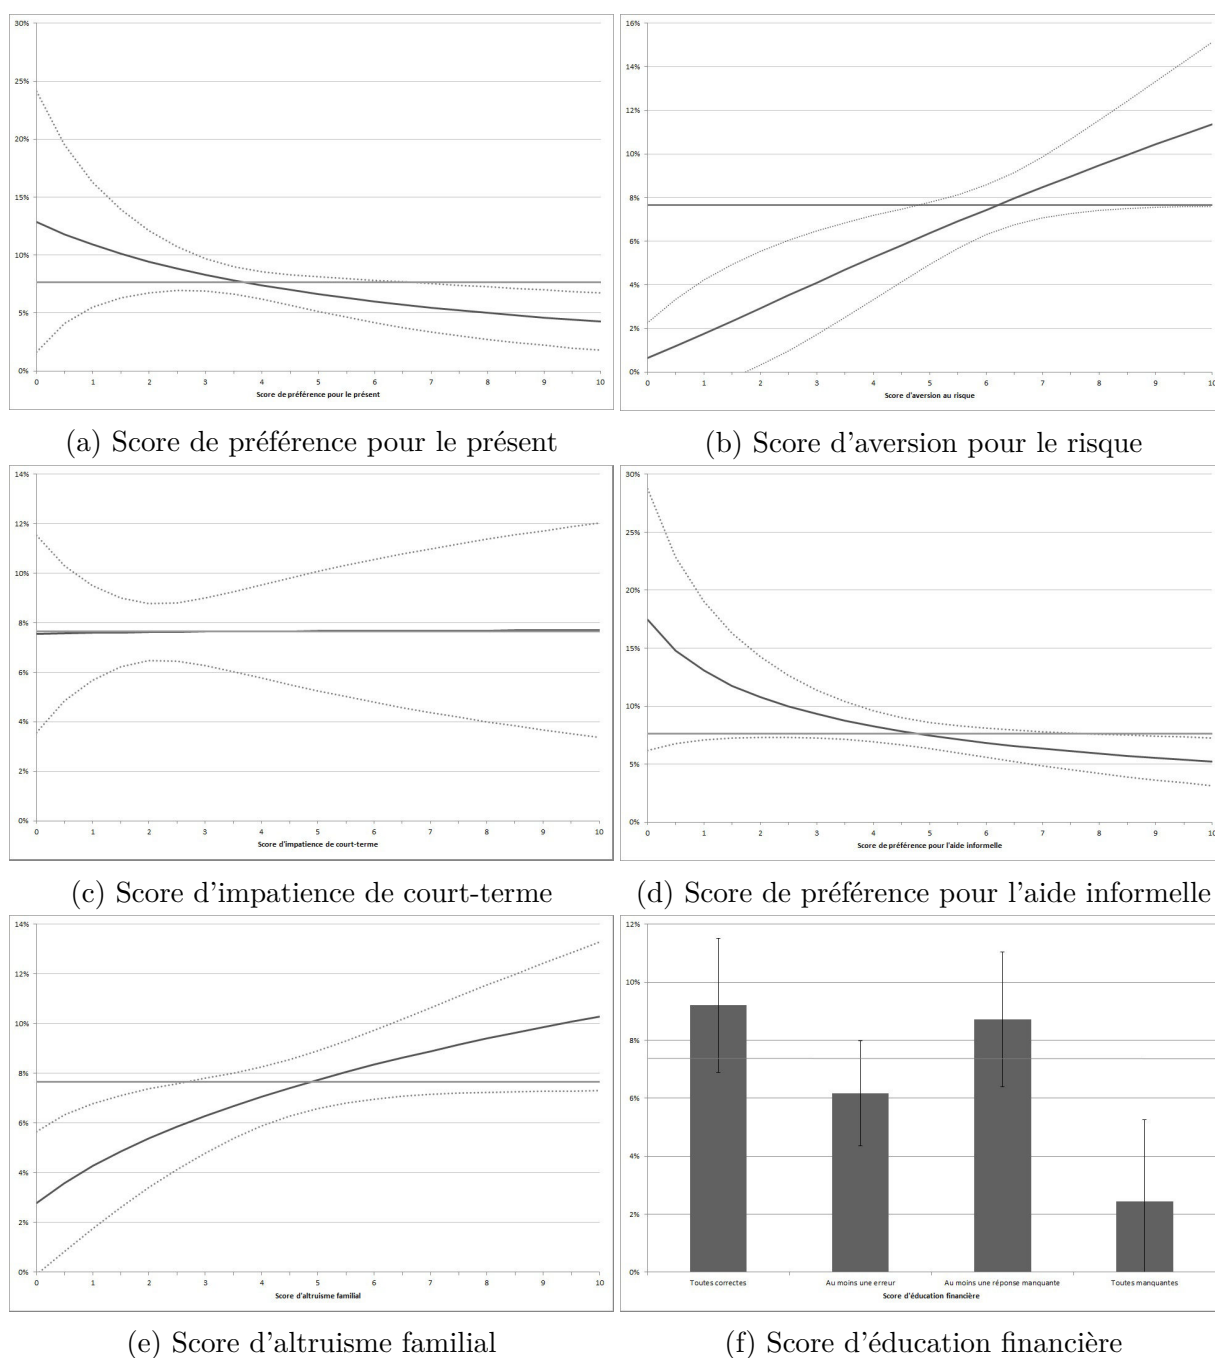 30%
25%
20%
15%
10%
5%
0%
0 1 2 3 4 5 6 7 8 9 10
Score de préférence pour le présent
(a) Score de préférence pour le présent
16%
14%
12%
10%
8%
6%
4%
2%
0%
0 1 2 3 4 5 6 7 8 9 10
Score d'aversion au risque
(b) Score d'aversion pour le risque
14%
12%
10%
8%
6%
4%
2%
0%
0 1 2 3 4 5 6 7 8 9 10
Score d'impatience de court-terme
(c) Score d'impatience de court-terme
30%
25%
20%
15%
10%
5%
0%
0 1 2 3 4 5 6 7 8 9 10
Score de préférence pour l'aide informelle
(d) Score de préférence pour l'aide informelle
14%
12%
10%
8%
6%
4%
2%
0%
0 1 2 3 4 5 6 7 8 9 10
Score d'altruisme familial
(e) Score d'altruisme familial
12%
10%
8%
6%
4%
2%
0%
Toutes correctes Au moins une erreur Au moins une réponse manquante Toutes manquantes
Score d'éducation financière
(f) Score d'éducation financière